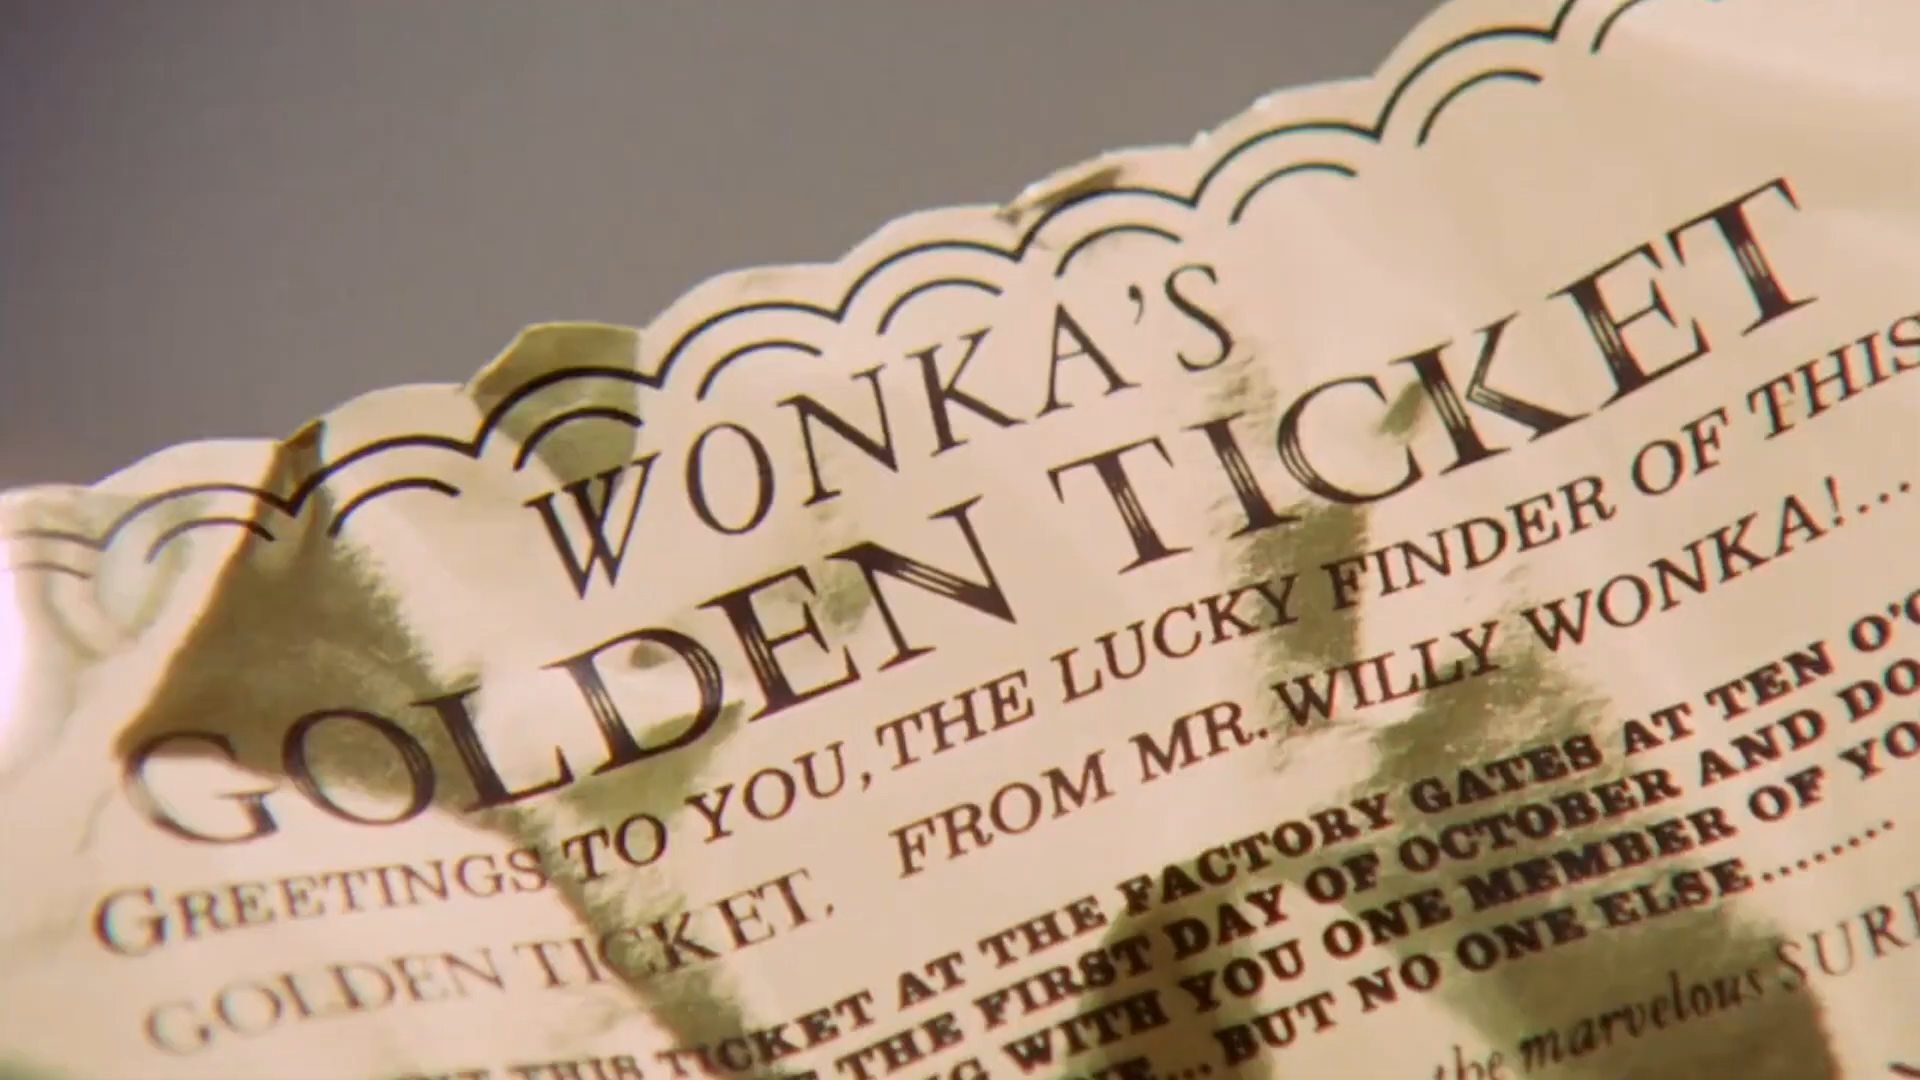 WONKA'S
GOLDEN TICKET
GREETINGS TO YOU, THE LUCKY FINDER OF THIS
GOLDEN TICKET, FROM MR. WILLY WONKA!...
THIS TICKET AT THE FACTORY GATES AT TEN O'C
THE FIRST DAY OF OCTOBER AND DO
WITH YOU ONE MEMBER OF YO
...BUT NO ONE ELSE........
the marvelous SURP